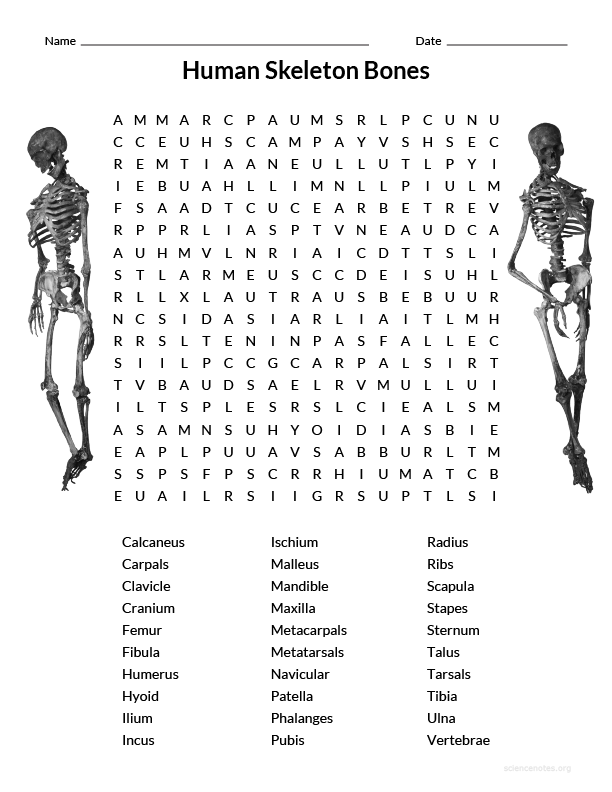 Name Date
Human Skeleton Bones
A M M A R C P A U M S R L P C U N U
C C E U H S C A M P A Y V S H S E C
R E M T I A A N E U L L U T L P Y I
I E B U A H L L I M N L L P I U L M
F S A A D T C U C E A R B E T R E V
R P P R L I A S P T V N E A U D C A
A U H M V L N R I A I C D T T S L I
S T L A R M E U S C C D E I S U H L
R L L X L A U T R A U S B E B U U R
N C S I D A S I A R L I A I T L M H
R R S L T E N I N P A S F A L L E C
S I I L P C C G C A R P A L S I R T
T V B A U D S A E L R V M U L L U I
I L T S P L E S R S L C I E A L S M
A S A M N S U H Y O I D I A S B I E
E A P L P U U A V S A B B U R L T M
S S P S F P S C R R H I U M A T C B
E U A I L R S I I G R S U P T L S I
Calcaneus Ischium Radius
Carpals Malleus Ribs
Clavicle Mandible Scapula
Cranium Maxilla Stapes
Femur Metacarpals Sternum
Fibula Metatarsals Talus
Humerus Navicular Tarsals
Hyoid Patella Tibia
Ilium Phalanges Ulna
Incus Pubis Vertebrae
sciencenotes.org